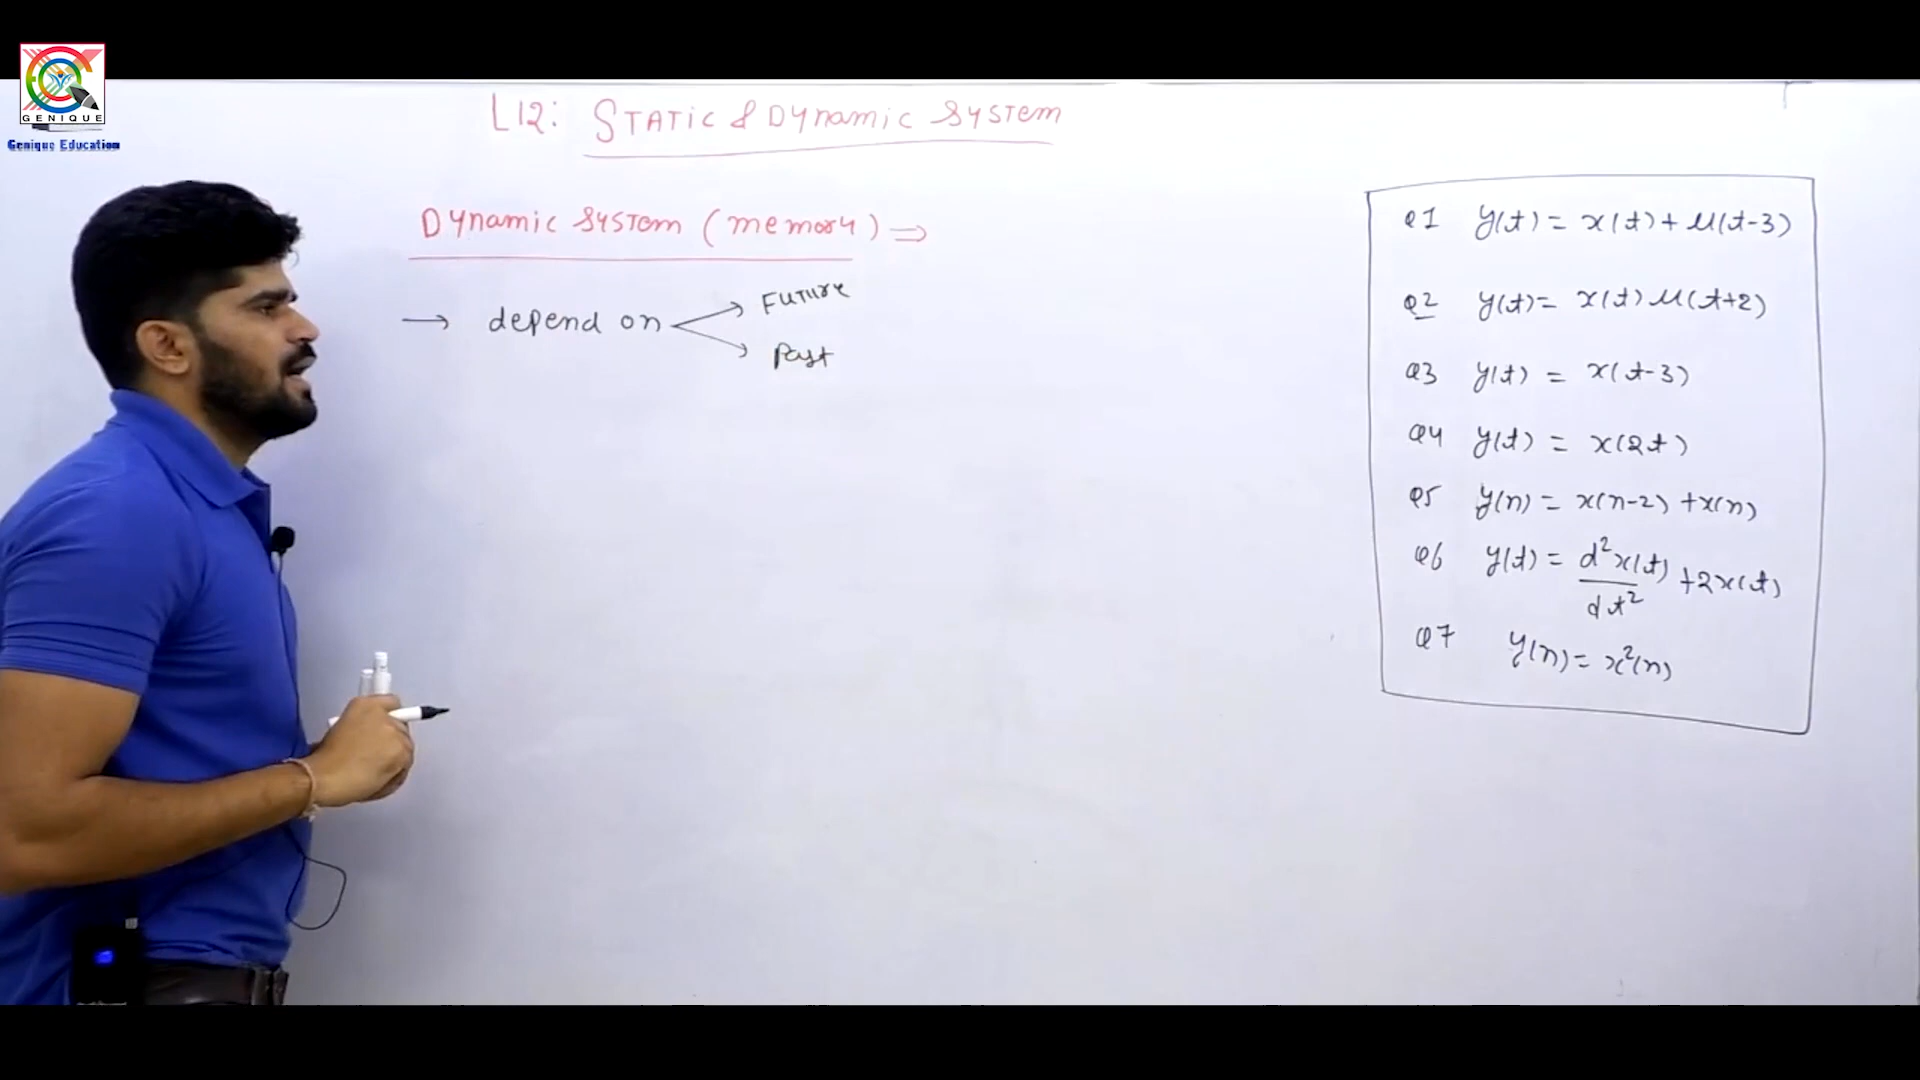 GENIQUE
Genique Education
L12: STATIC & DYNAMIC SYSTEM
DYNAMIC SYSTEM (memory) ⇒
→ depend on
Future
Past
Q1 y(t) = x(t) + u(t-3)
Q2 y(t) = x(t) u(t+2)
Q3 y(t) = x(t-3)
Q4 y(t) = x(2t)
Q5 y(n) = x(n-2) + x(n)
Q6 y(t) = d²x(t)/dt² + 2x(t)
Q7 y(n) = x²(n)